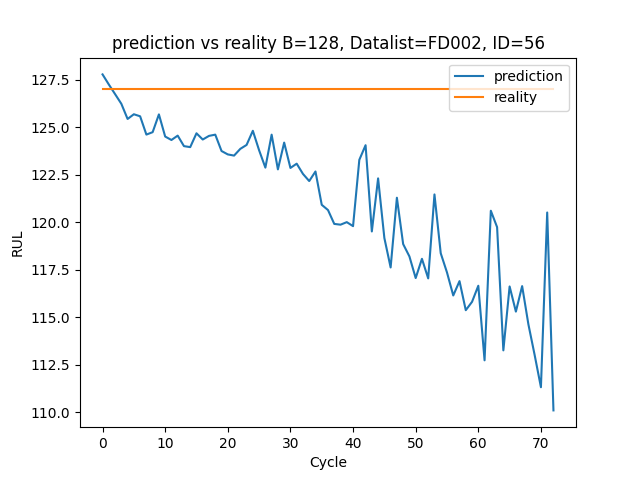 prediction vs reality B=128, Datalist=FD002, ID=56
prediction
reality
127.5
125.0
122.5
120.0
117.5
115.0
112.5
110.0
RUL
0 10 20 30 40 50 60 70
Cycle